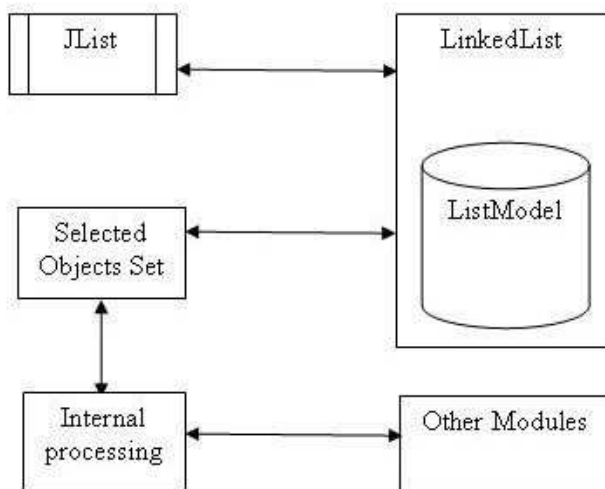 JList
LinkedList
ListModel
Selected
Objects Set
Internal
processing
Other Modules